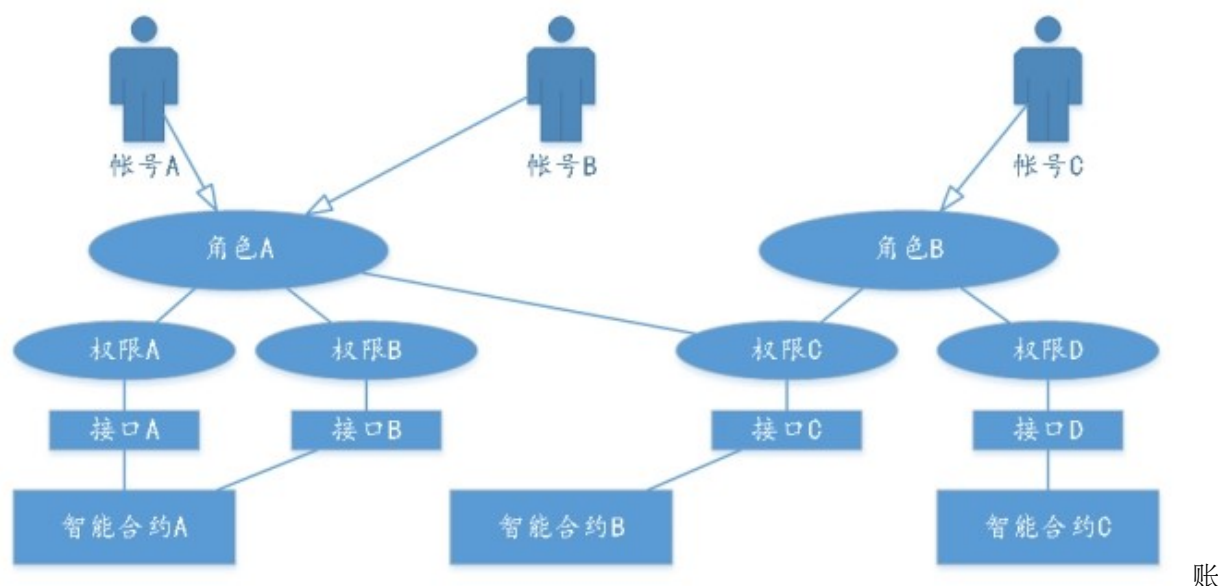 帐号A
帐号B
帐号C
角色A
角色B
权限A
权限B
权限C
权限D
接口A
接口B
接口C
接口D
智能合约A
智能合约B
智能合约C
账